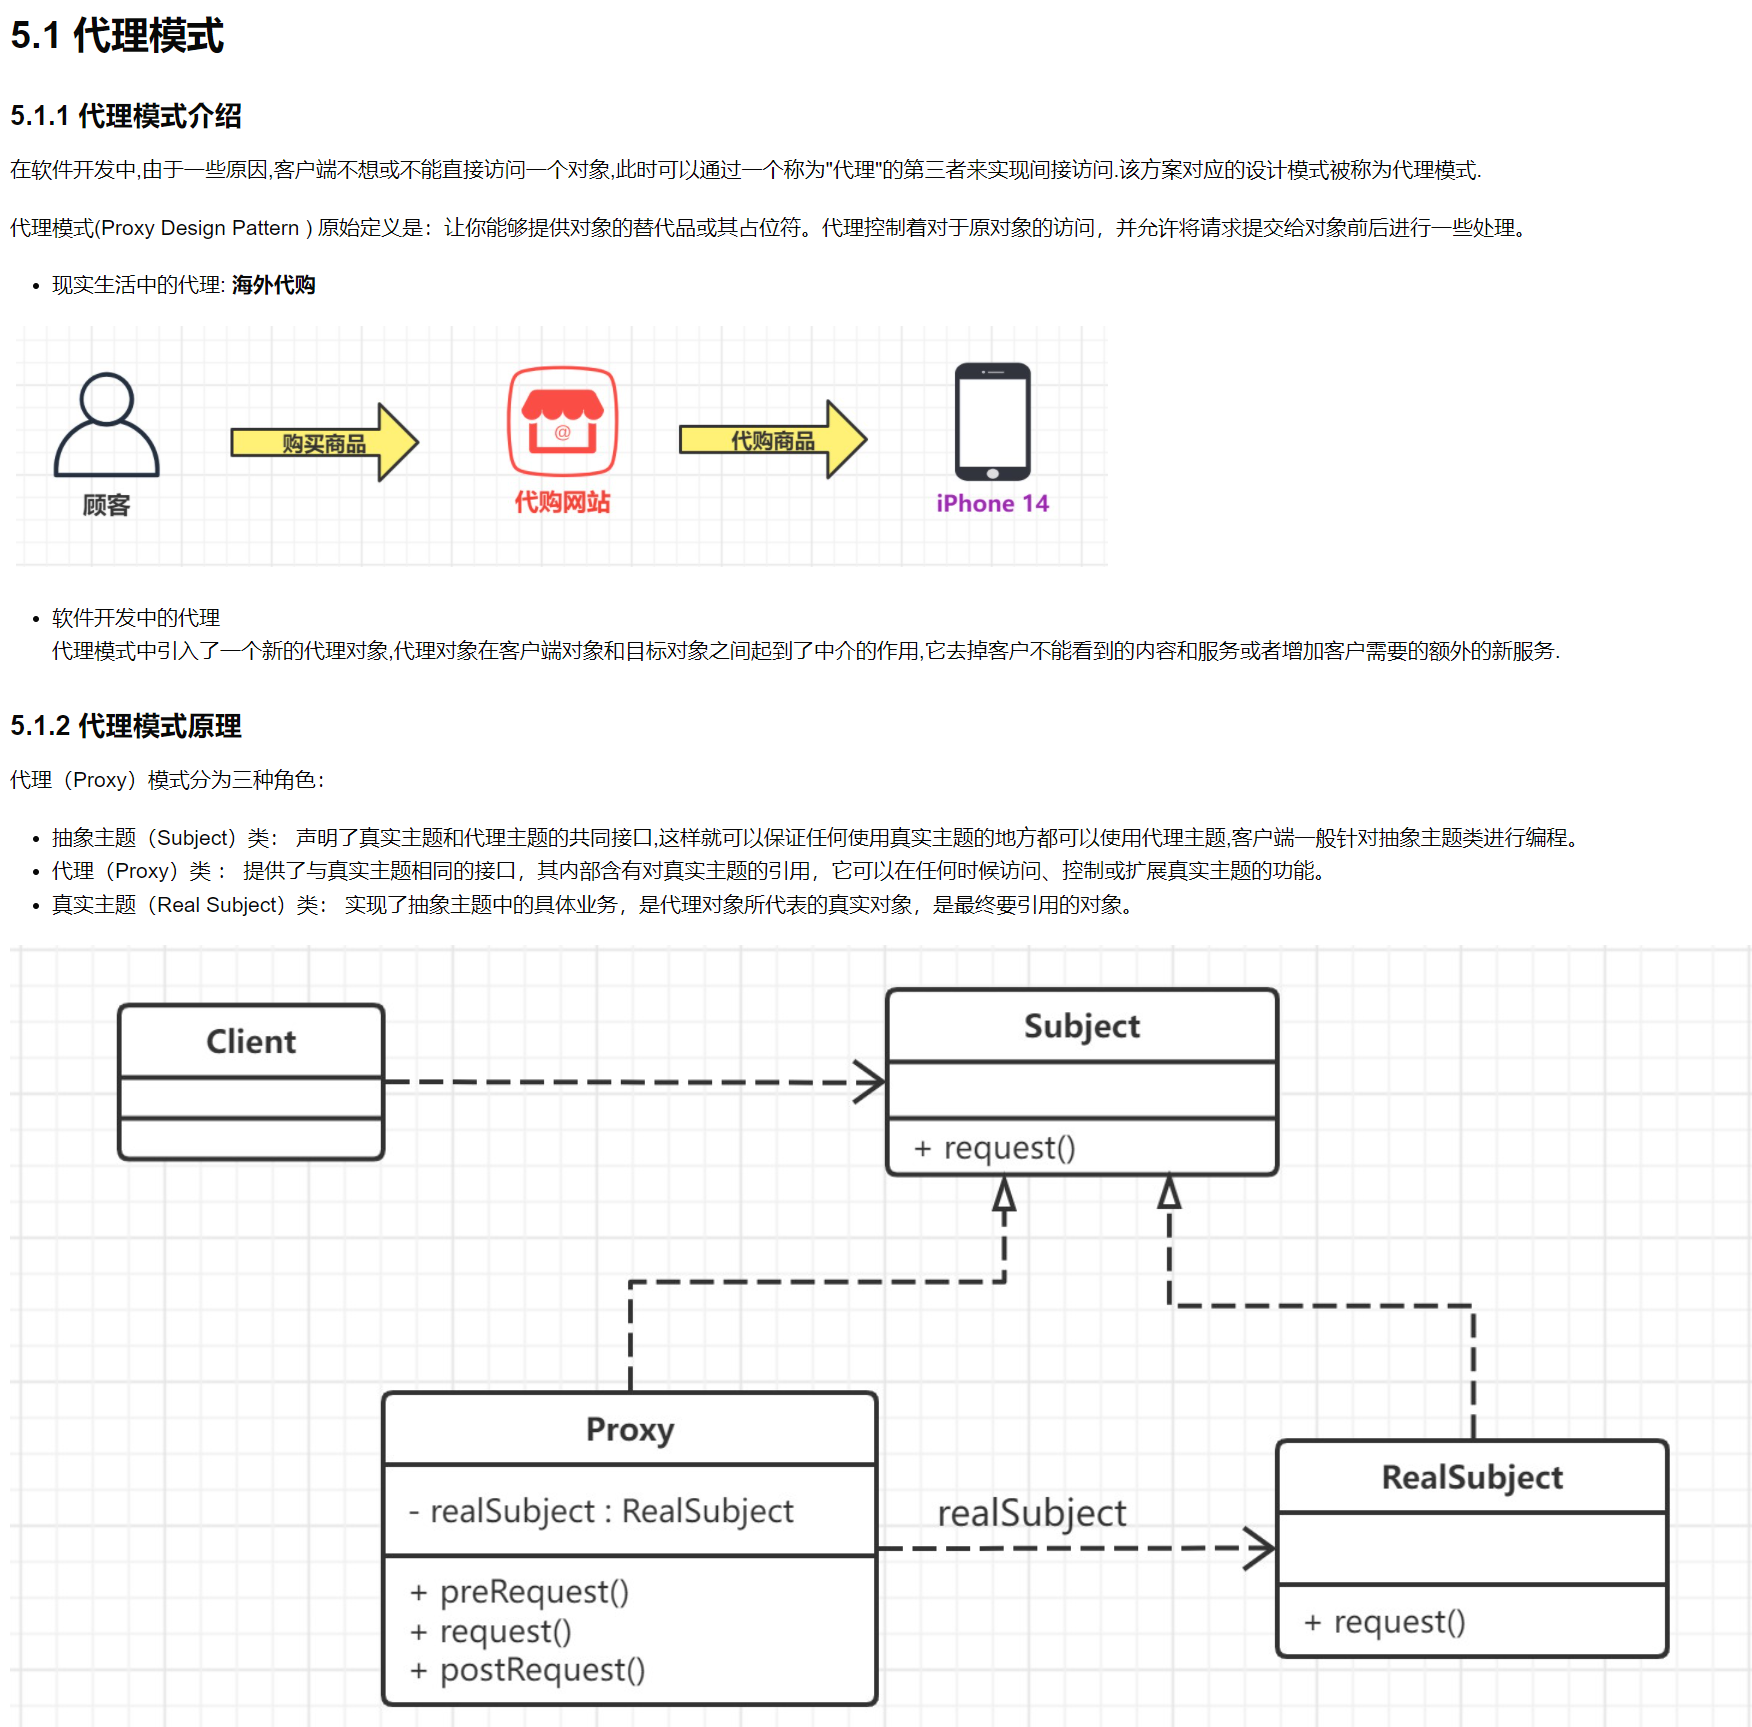 5.1 代理模式
5.1.1 代理模式介绍
在软件开发中,由于一些原因,客户端不想或不能直接访问一个对象,此时可以通过一个称为"代理"的第三者来实现间接访问.该方案对应的设计模式被称为代理模式.
代理模式(Proxy Design Pattern ) 原始定义是：让你能够提供对象的替代品或其占位符。代理控制着对于原对象的访问，并允许将请求提交给对象前后进行一些处理。
• 现实生活中的代理: 海外代购
购买商品
@
代购商品
顾客
代购网站
iPhone 14
• 软件开发中的代理
代理模式中引入了一个新的代理对象,代理对象在客户端对象和目标对象之间起到了中介的作用,它去掉客户不能看到的内容和服务或者增加客户需要的额外的新服务.
5.1.2 代理模式原理
代理（Proxy）模式分为三种角色：
• 抽象主题（Subject）类： 声明了真实主题和代理主题的共同接口,这样就可以保证任何使用真实主题的地方都可以使用代理主题,客户端一般针对抽象主题类进行编程。
• 代理（Proxy）类 ： 提供了与真实主题相同的接口，其内部含有对真实主题的引用，它可以在任何时候访问、控制或扩展真实主题的功能。
• 真实主题（Real Subject）类： 实现了抽象主题中的具体业务，是代理对象所代表的真实对象，是最终要引用的对象。
Client
Subject
+ request()
Proxy
- realSubject : RealSubject
+ preRequest()
+ request()
+ postRequest()
realSubject
RealSubject
+ request()